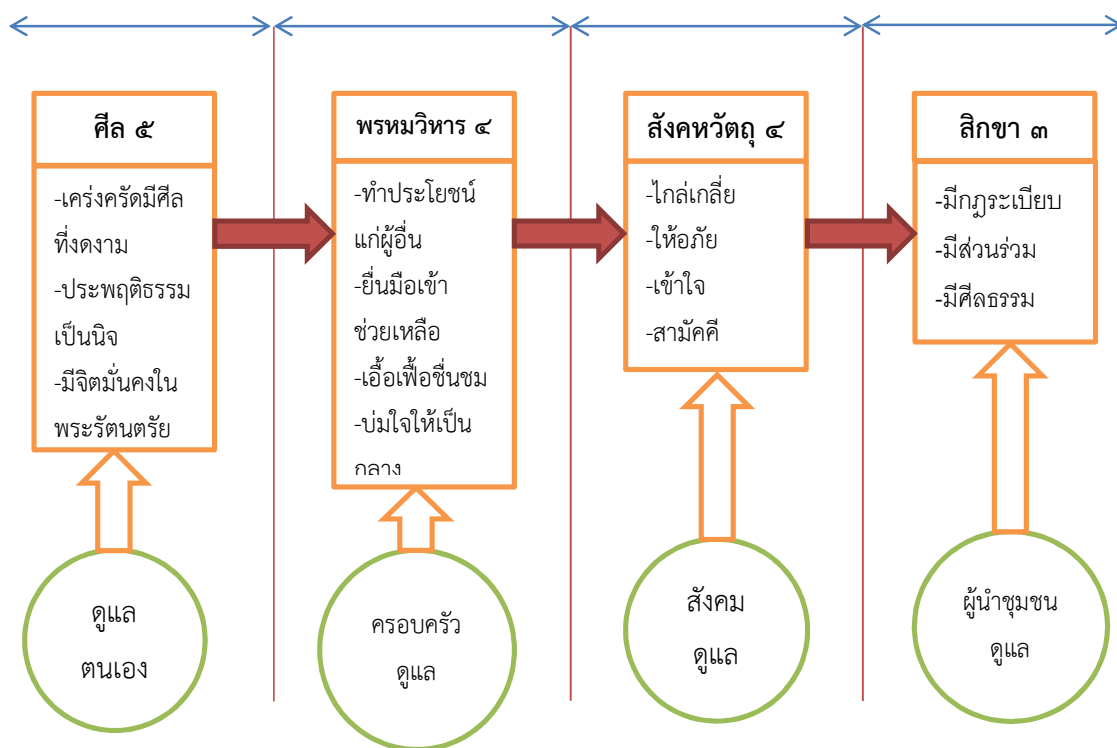 ศีล ๕
-เคร่งครัดมีศีล
ที่งดงาม
-ประพฤติธรรม
เป็นนิจ
-มีจิตมั่นคงใน
พระรัตนตรัย
ดูแล
ตนเอง
พรหมวิหาร ๔
-ทำประโยชน์
แก่ผู้อื่น
-ยื่นมือเข้า
ช่วยเหลือ
-เอื้อเฟื้อชื่นชม
-บ่มใจให้เป็น
กลาง
ครอบครัว
ดูแล
สังคหวัตถุ ๔
-ไกล่เกลี่ย
-ให้อภัย
-เข้าใจ
-สามัคคี
สังคม
ดูแล
สิกขา ๓
-มีกฎระเบียบ
-มีส่วนร่วม
-มีศีลธรรม
ผู้นำชุมชน
ดูแล